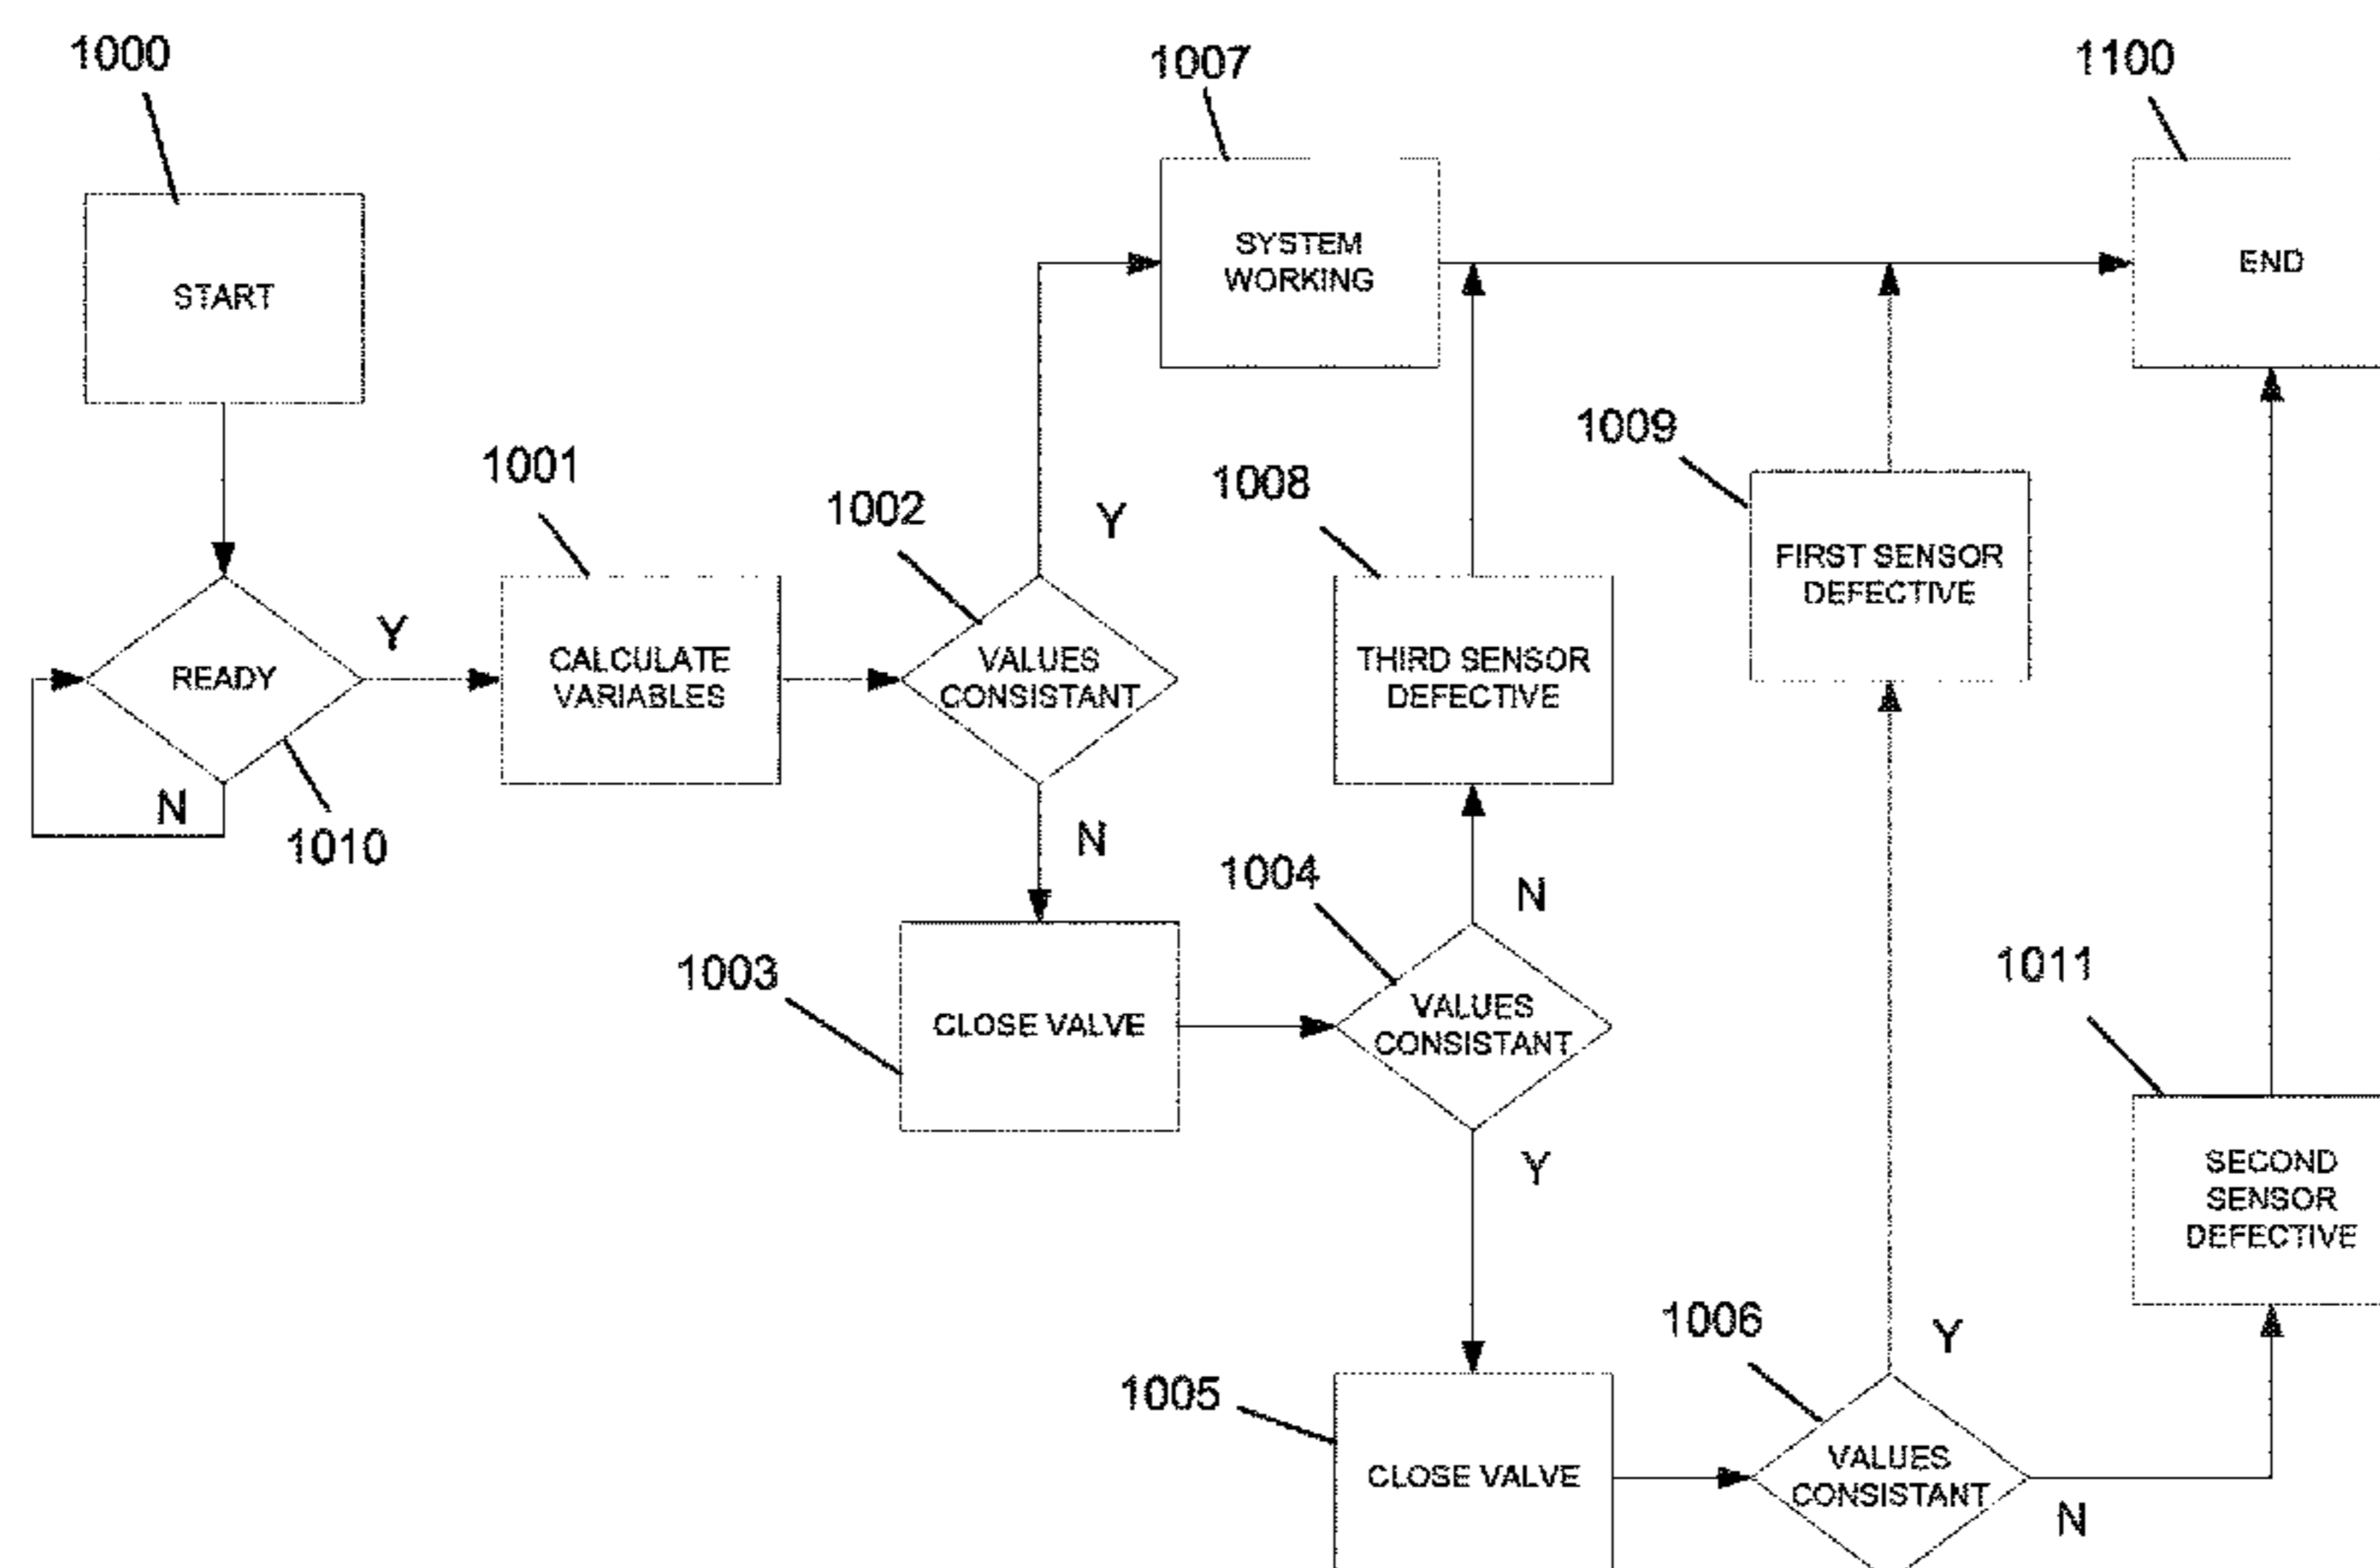 1000
1007
1100
START
SYSTEM
WORKING
END
1001
1002
Y
1008
1009
FIRST SENSOR
DEFECTIVE
READY
Y
CALCULATE
VARIABLES
VALUES
CONSISTANT
THIRD SENSOR
DEFECTIVE
N
1010
N
1004
N
1003
CLOSE VALVE
VALUES
CONSISTANT
1011
Y
SECOND
SENSOR
DEFECTIVE
1005
CLOSE VALVE
1006
Y
VALUES
CONSISTANT
N